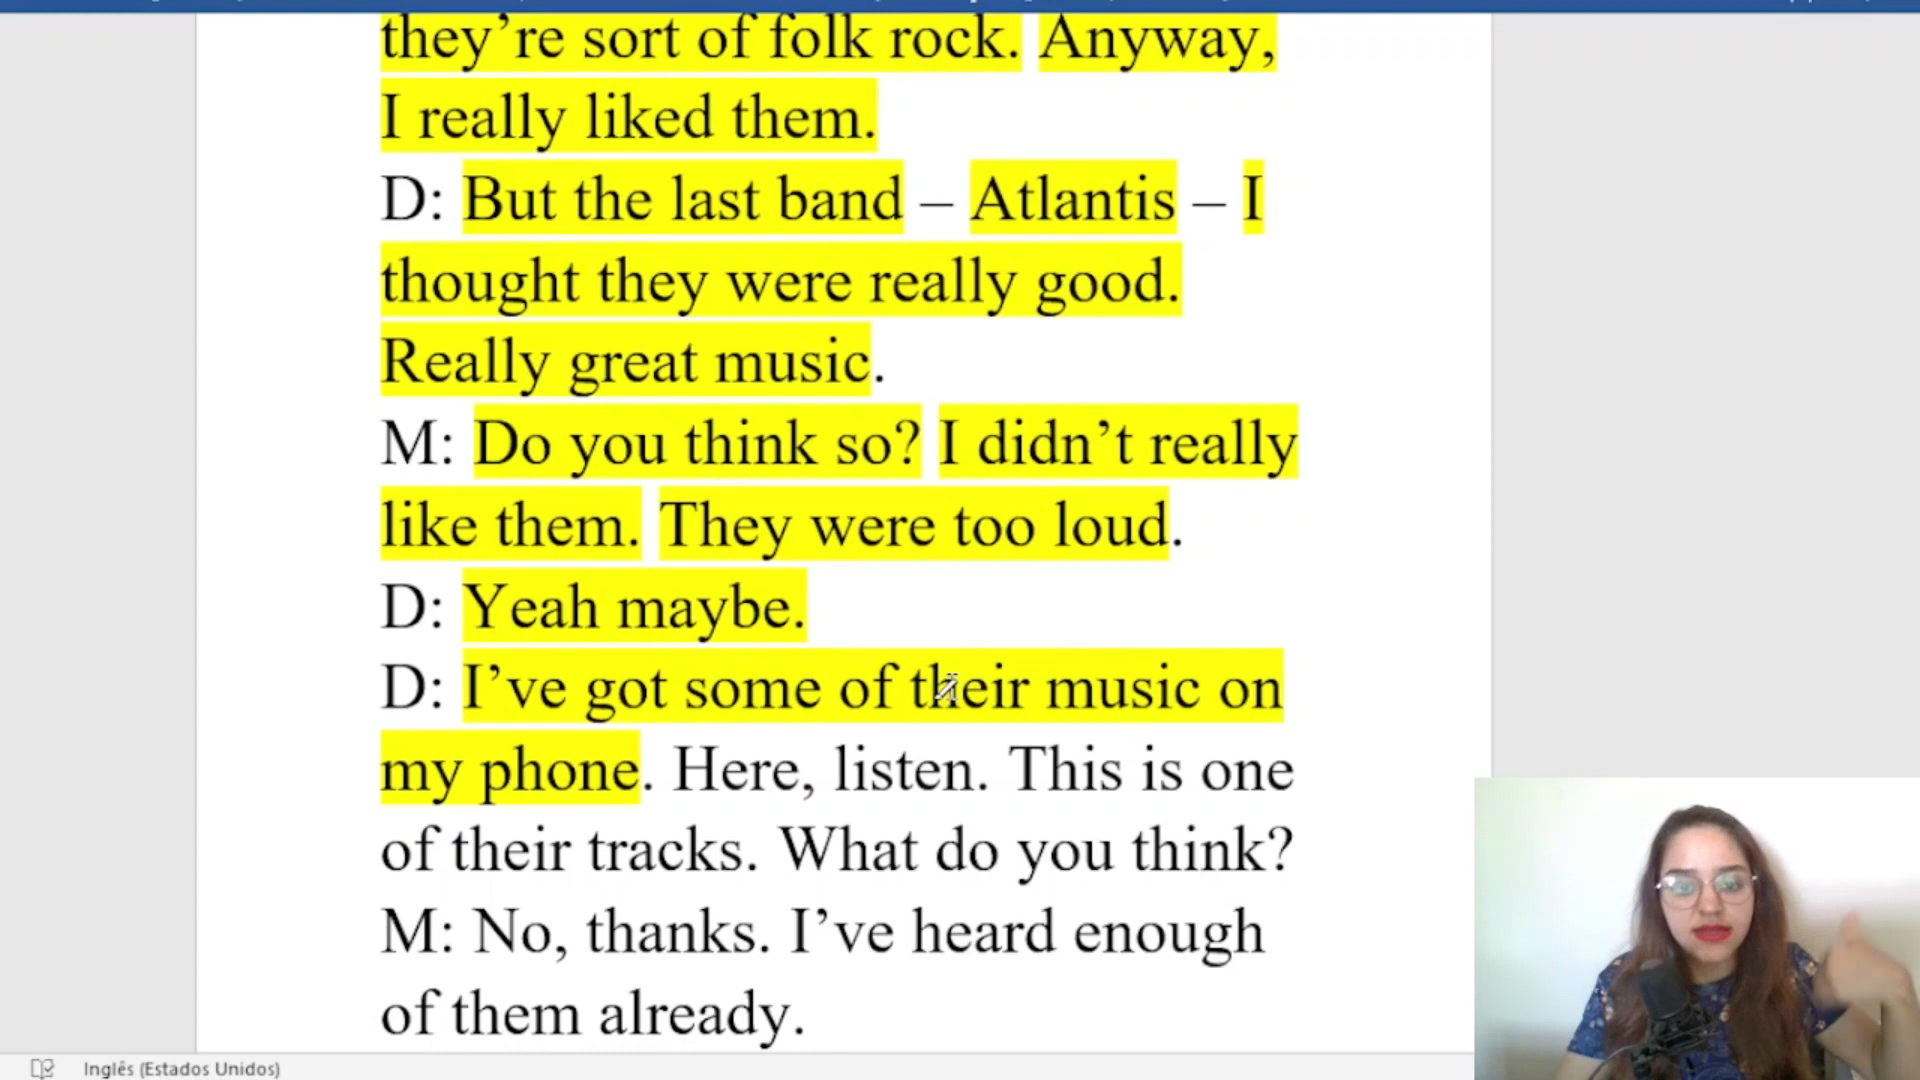 they’re sort of folk rock. Anyway,
I really liked them.
D: But the last band – Atlantis – I
thought they were really good.
Really great music.
M: Do you think so? I didn’t really
like them. They were too loud.
D: Yeah maybe.
D: I’ve got some of their music on
my phone. Here, listen. This is one
of their tracks. What do you think?
M: No, thanks. I’ve heard enough
of them already.
Inglês (Estados Unidos)